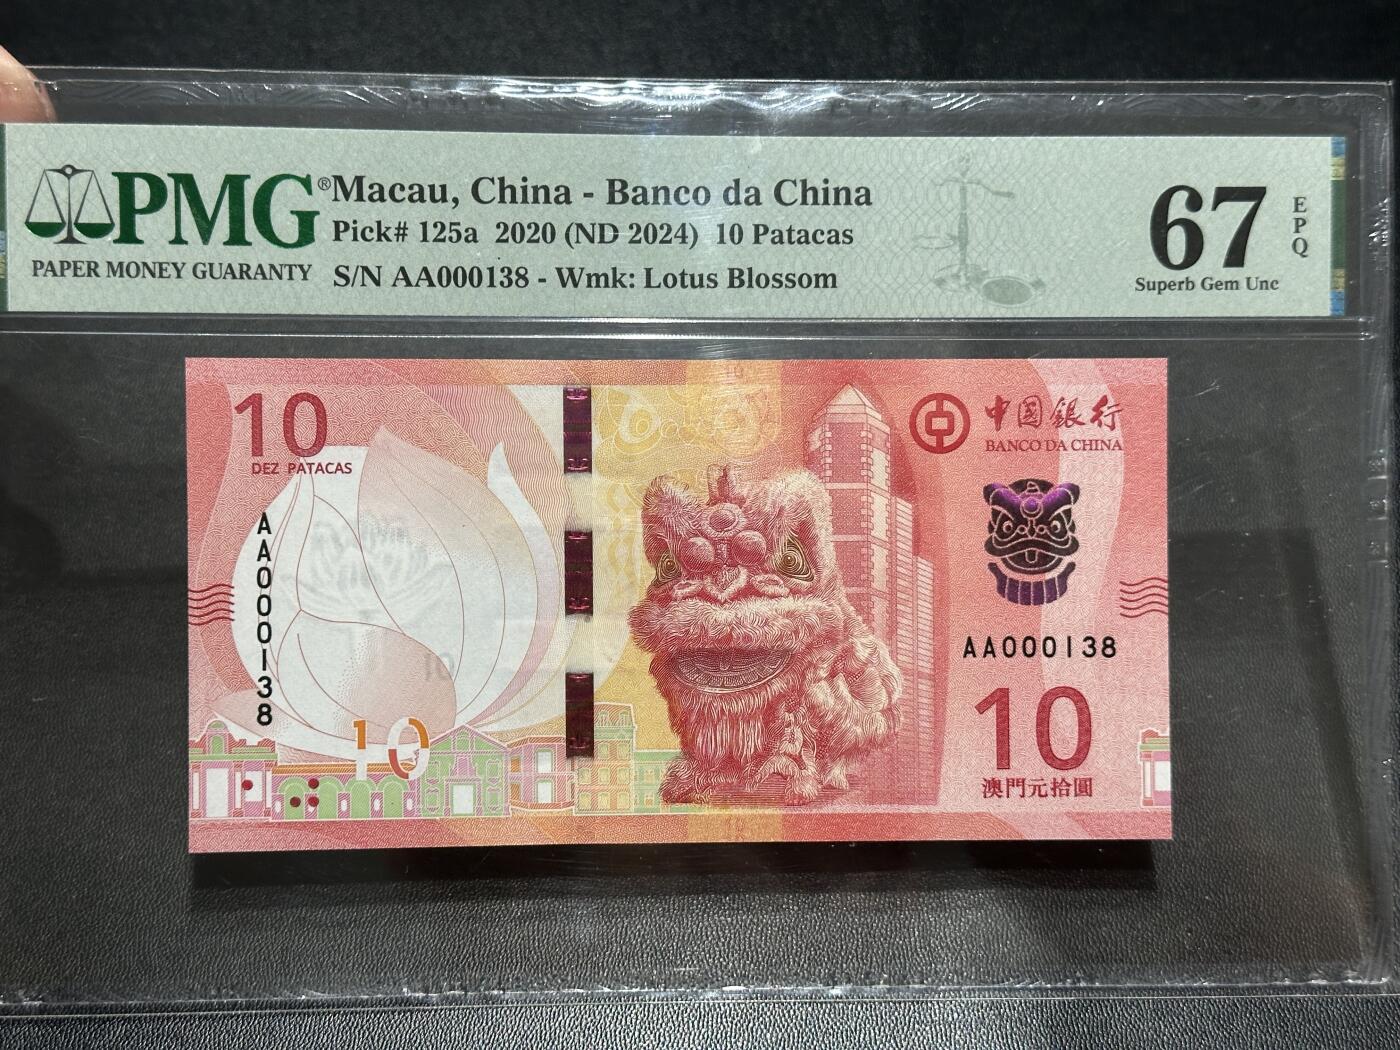 PMG®
PAPER MONEY GUARANTY
Macau, China - Banco da China
Pick# 125a 2020 (ND 2024) 10 Patacas
S/N AA000138 - Wmk: Lotus Blossom
67
EPQ
Superb Gem Unc
10
DEZ PATACAS
AA000138
10
10
中國銀行
BANCO DA CHINA
AA000138
10
澳門元拾圓